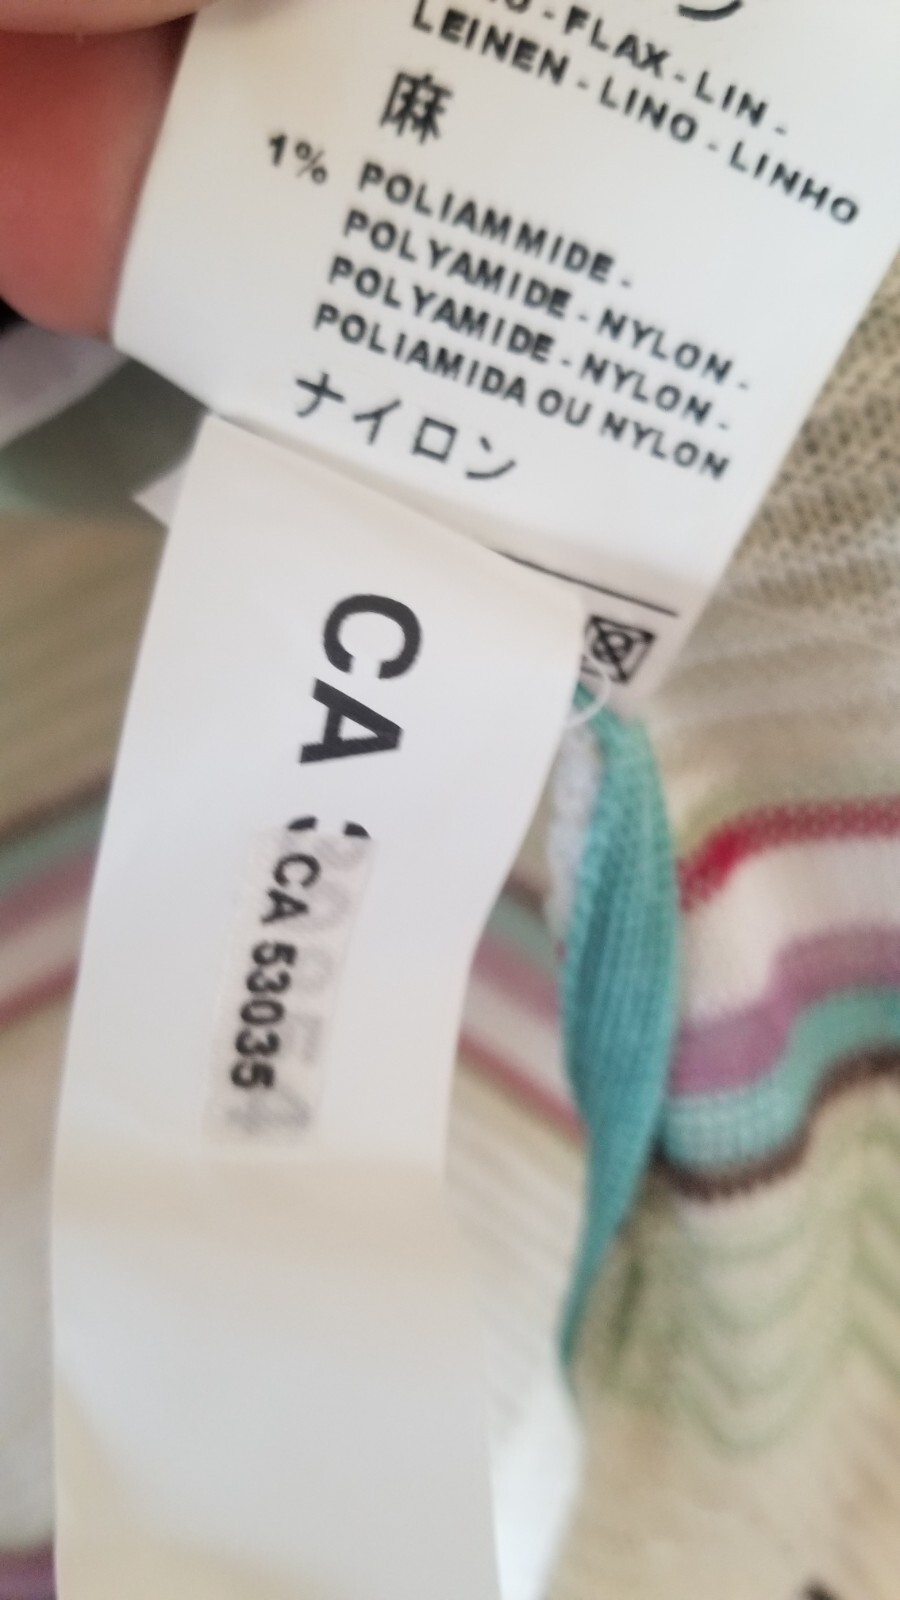 - FLAX - LIN -
LEINEN - LINO - LINHO
麻
1% POLIAMMIDE -
POLYAMIDE - NYLON -
POLYAMIDE - NYLON -
POLIAMIDA OU NYLON
ナイロン
CA :
CA 53035